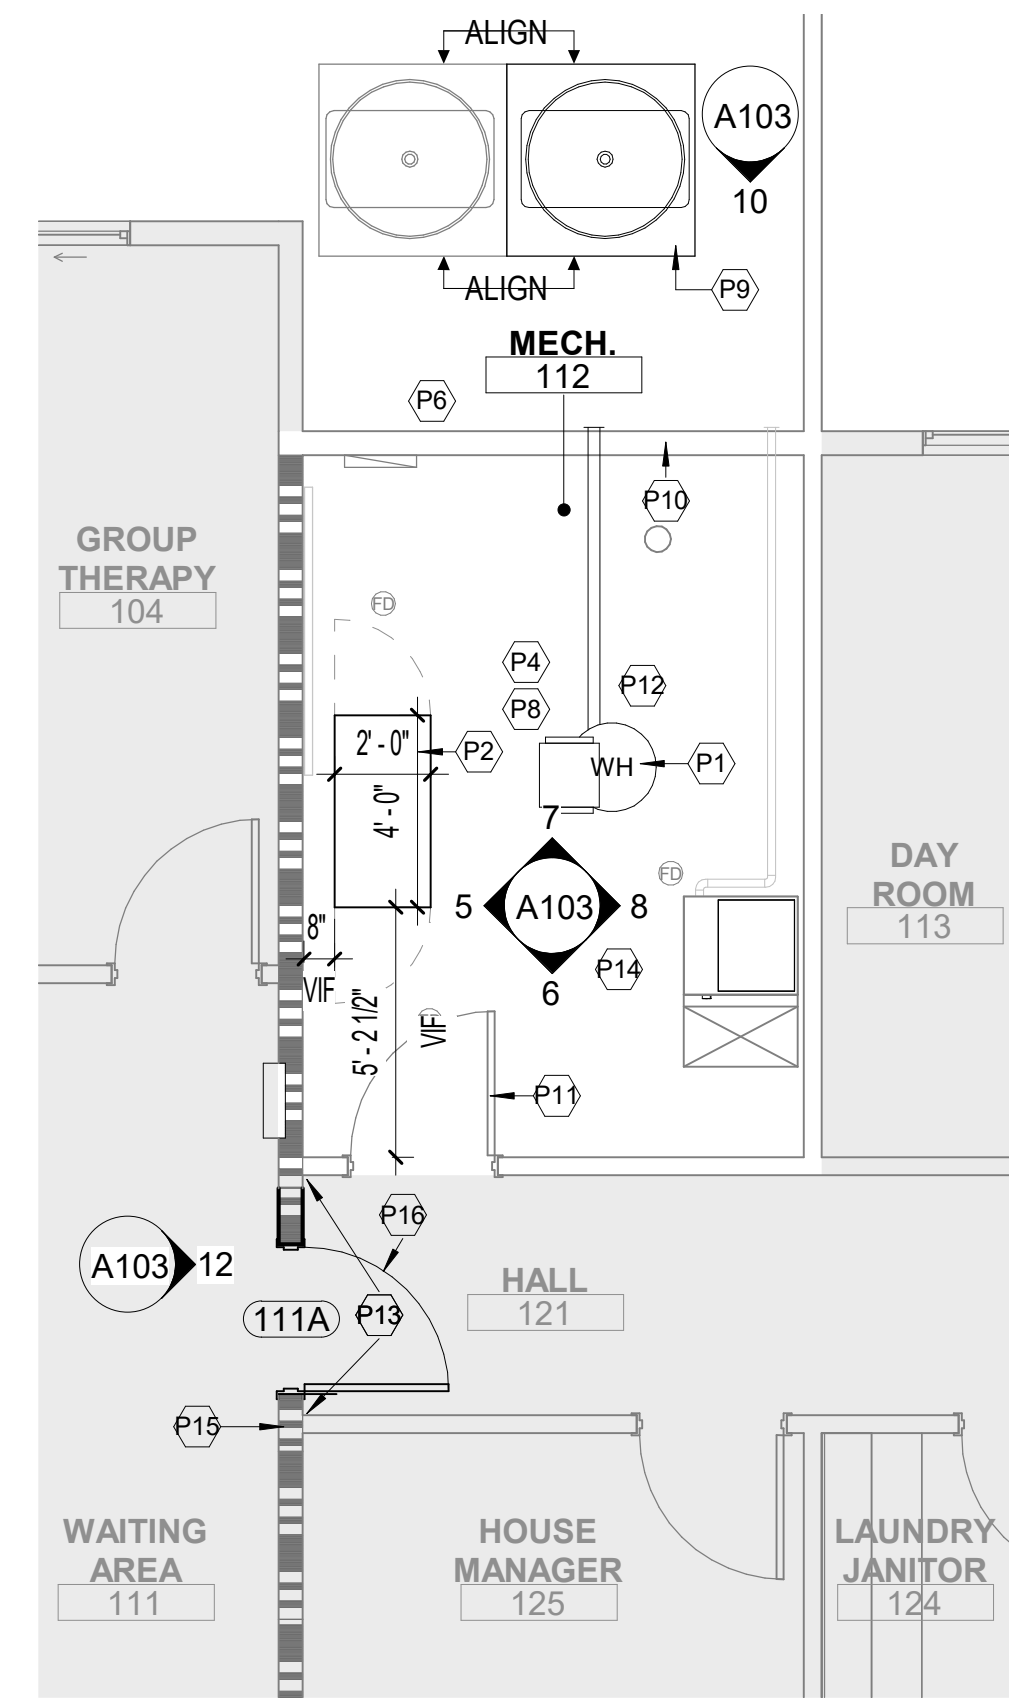 ALIGN
A103
10
ALIGN
P9
MECH.
112
P6
P10
GROUP
THERAPY
104
FD
P4
P12
P8
2' - 0"
P2
WH
P1
4' - 0"
7
DAY
ROOM
113
FD
5
A103
8
8"
VIF
P14
6
5' - 2 1/2"
VIF
P11
P16
A103
12
HALL
121
111A
P13
P15
WAITING
AREA
111
HOUSE
MANAGER
125
LAUNDRY
JANITOR
124